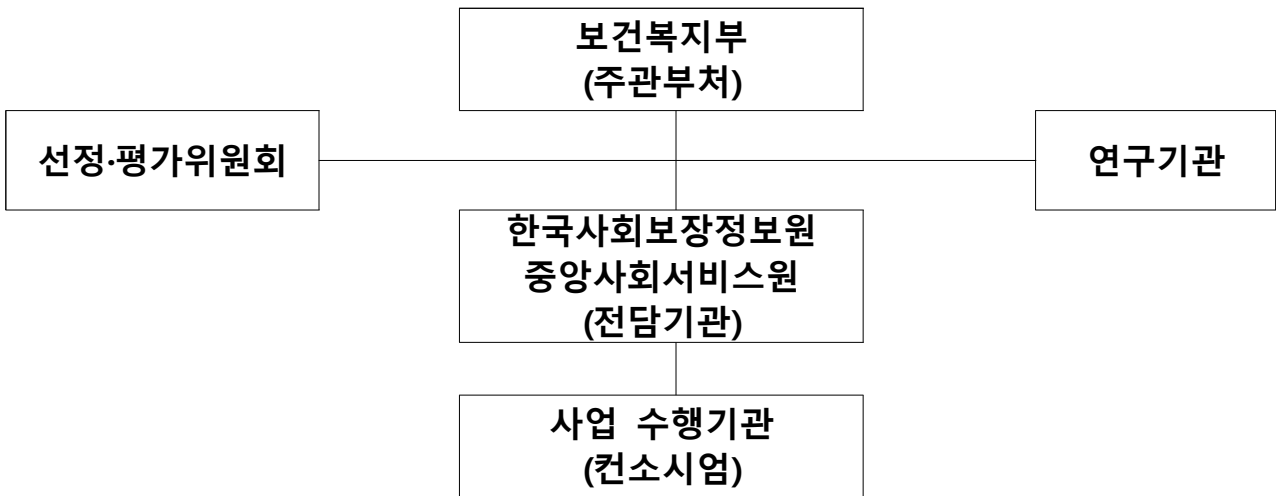 보건복지부
(주관부처)
선정·평가위원회
연구기관
한국사회보장정보원
중앙사회서비스원
(전담기관)
사업 수행기관
(컨소시엄)